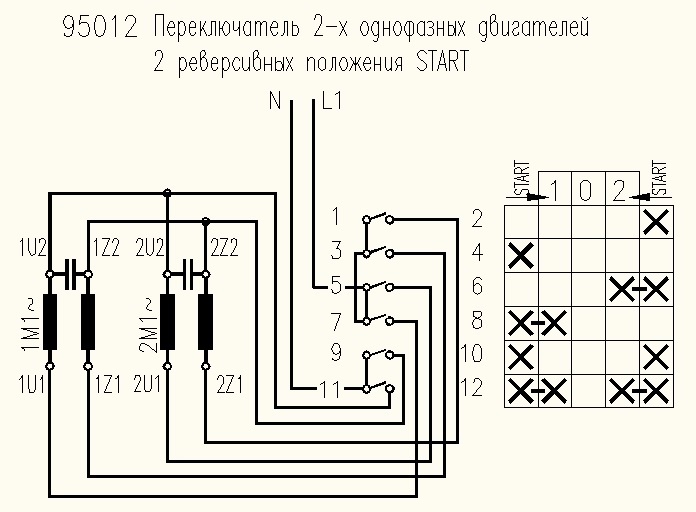 95012 Переключатель 2-х однофазных двигателей
2 реверсивных положения START
N L1
START START
1 0 2
1 2
3 4
1U2 1Z2 2U2 2Z2
5 6
1M1~ 2M1~
7 8
9 10
1U1 1Z1 2U1 2Z1
11 12